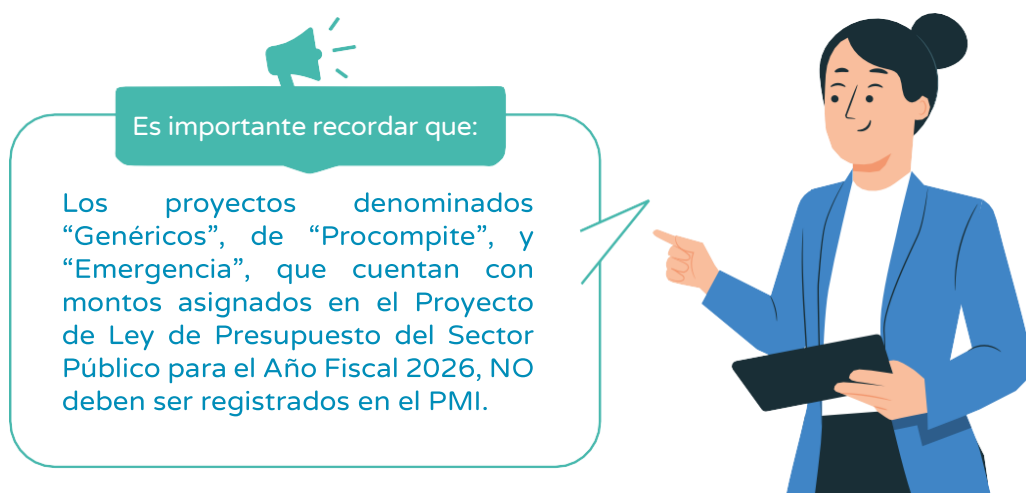 Es importante recordar que:
Los proyectos denominados
“Genéricos”, de “Procompite”, y
“Emergencia”, que cuentan con
montos asignados en el Proyecto
de Ley de Presupuesto del Sector
Público para el Año Fiscal 2026, NO
deben ser registrados en el PMI.